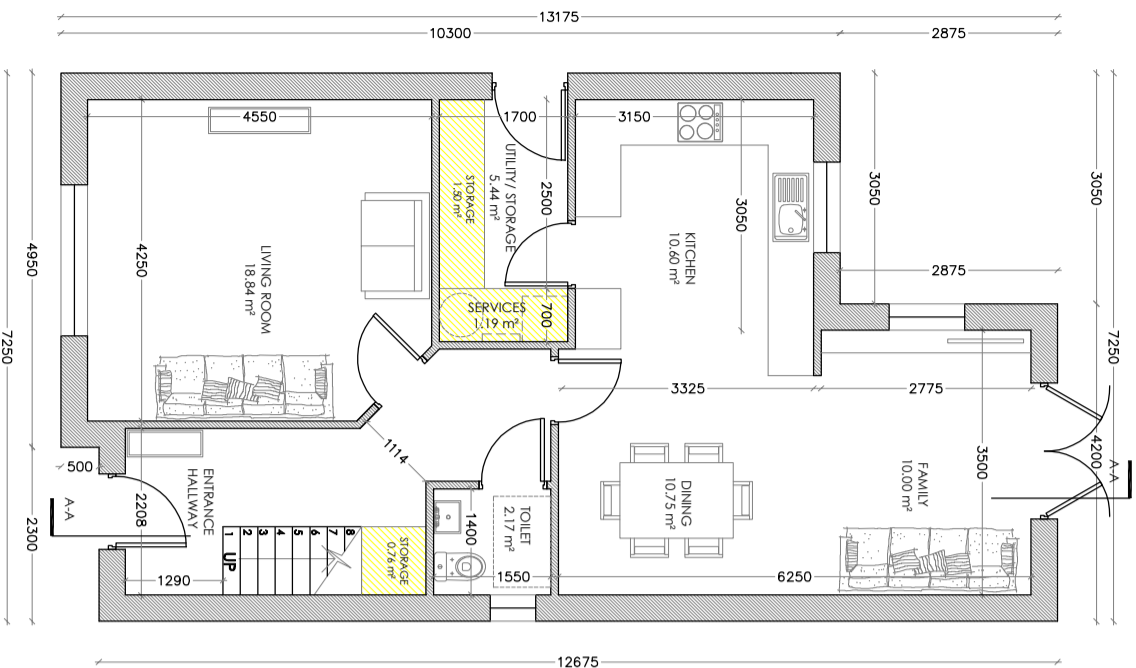 13175
10300
2875
4550
1700
3150
UTILITY/ STORAGE
5.44 m²
STORAGE
1.50 m²
2500
3050
KITCHEN
10.60 m²
3050
3050
2875
4950
7250
4250
LIVING ROOM
18.84 m²
SERVICES
1.19 m²
700
7250
3325
2775
3500
4200
A-A
FAMILY
10.00 m²
DINING
10.75 m²
1114
500
A-A
2208
ENTRANCE
HALLWAY
2300
1290
UP
1
2
3
4
5
6
7
8
STORAGE
0.76 m²
1400
TOILET
2.17 m²
1550
6250
12675